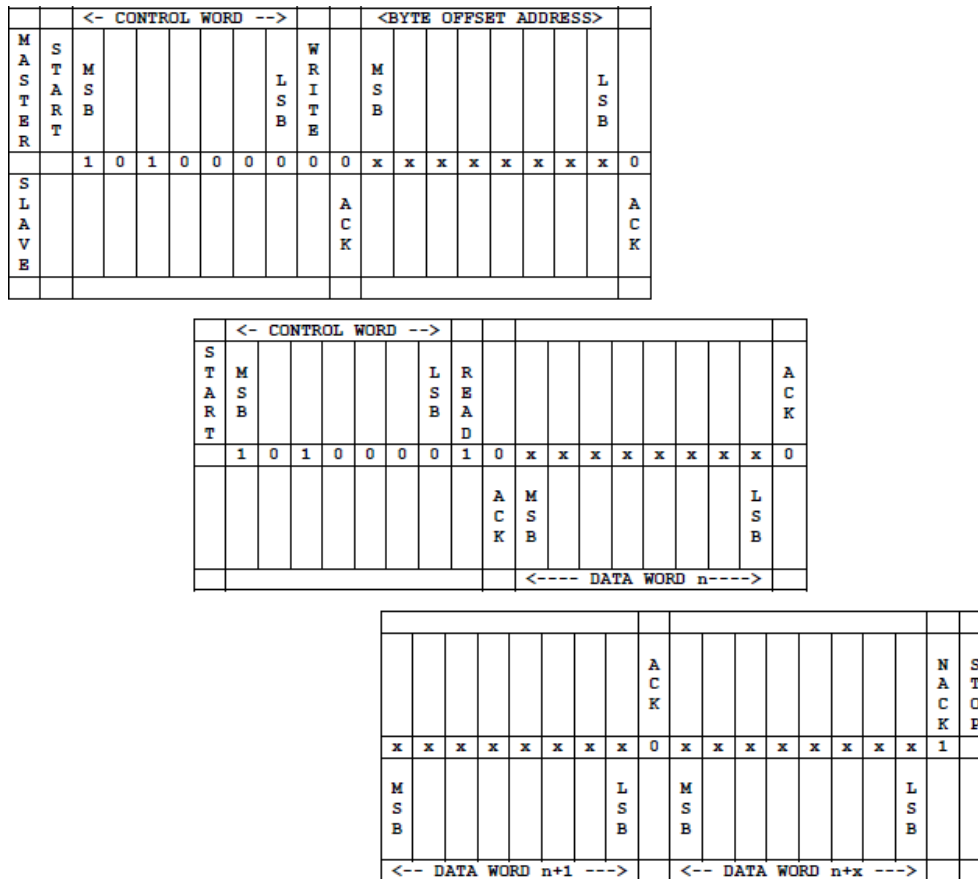 <- CONTROL WORD --> <BYTE OFFSET ADDRESS>
MASTER START MSB LSB WRITE MSB LSB
1 0 1 0 0 0 0 0 0 x x x x x x x x 0
SLAVE ACK ACK
<- CONTROL WORD -->
START MSB LSB READ ACK
1 0 1 0 0 0 0 1 0 x x x x x x x x 0
ACK MSB LSB
<---- DATA WORD n---->
ACK NACK STOP
x x x x x x x x 0 x x x x x x x x 1
MSB LSB MSB LSB
<-- DATA WORD n+1 ---> <-- DATA WORD n+x --->